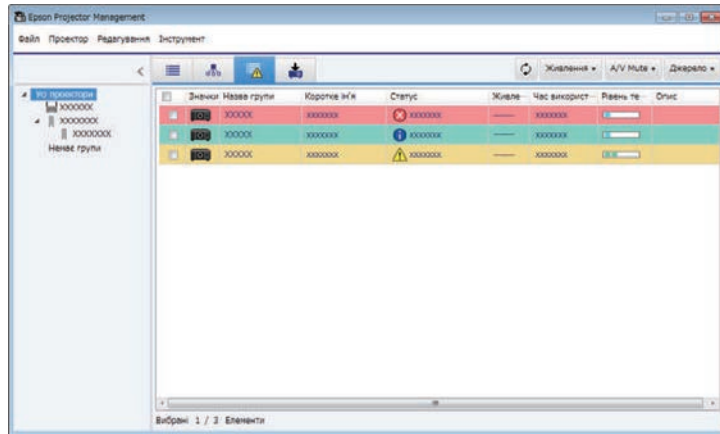 Epson Projector Management
Файл Проектор Редагування Інструмент
Живлення A/V Mute Джерело
Усі проектори
XXXXXX
XXXXXXX
XXXXXXX
Немає групи
Значки Назва групи Коротке ім'я Статус Живле··· Час використ··· Рівень те··· Опис
XXXXX XXXXXXX XXXXXXX —— XXXXXXX
XXXXX XXXXXXX XXXXXXX —— XXXXXXX
XXXXX XXXXXXX XXXXXXX —— XXXXXXX
Вибрані 1 / 3 Елементи